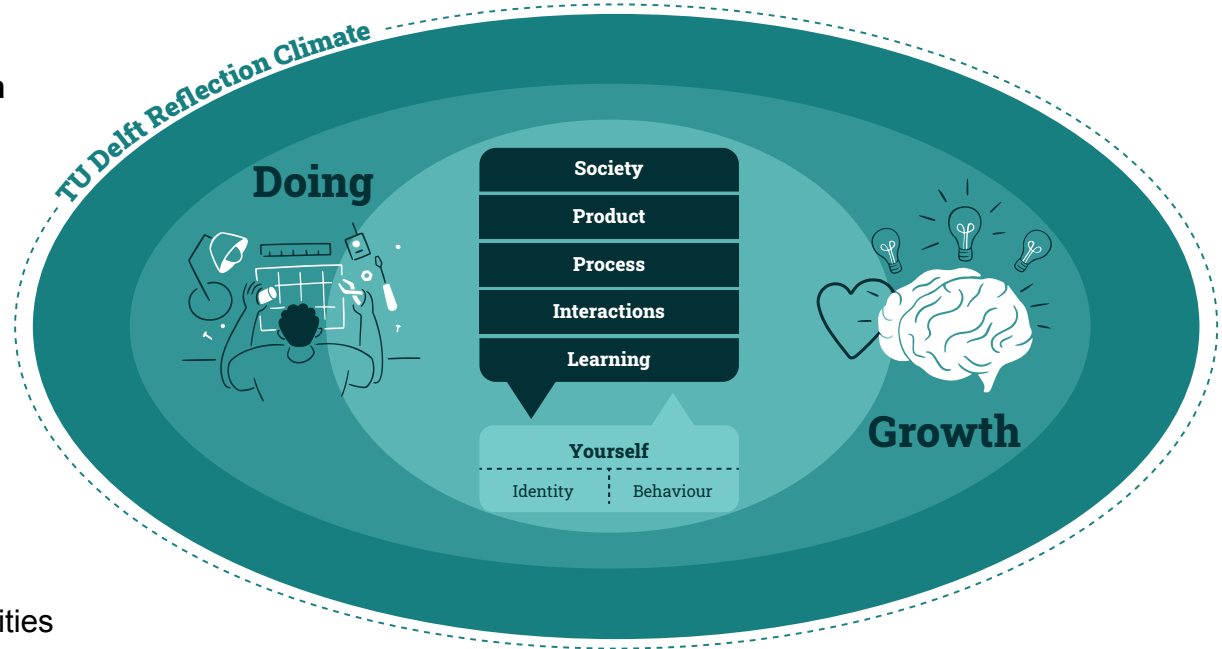 TU Delft Reflection Climate
Doing
Society
Product
Process
Interactions
Learning
Yourself
Identity
Behaviour
Growth